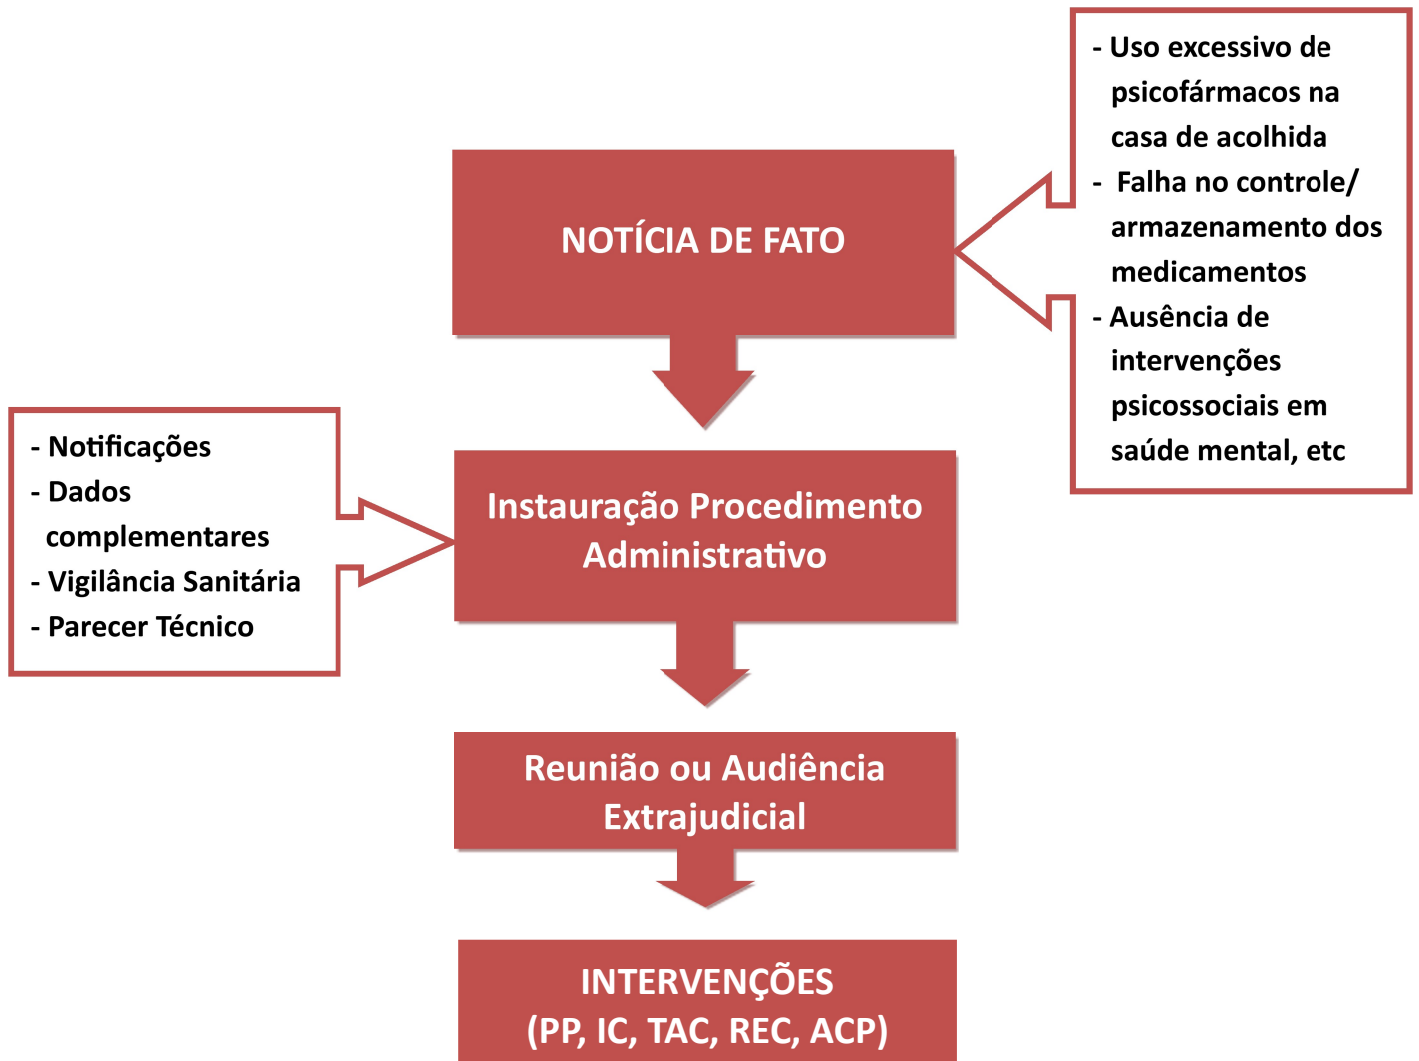 NOTÍCIA DE FATO
- Uso excessivo de
psicofármacos na
casa de acolhida
- Falha no controle/
armazenamento dos
medicamentos
- Ausência de
intervenções
psicossociais em
saúde mental, etc
- Notificações
- Dados
complementares
- Vigilância Sanitária
- Parecer Técnico
Instauração Procedimento
Administrativo
Reunião ou Audiência
Extrajudicial
INTERVENÇÕES
(PP, IC, TAC, REC, ACP)